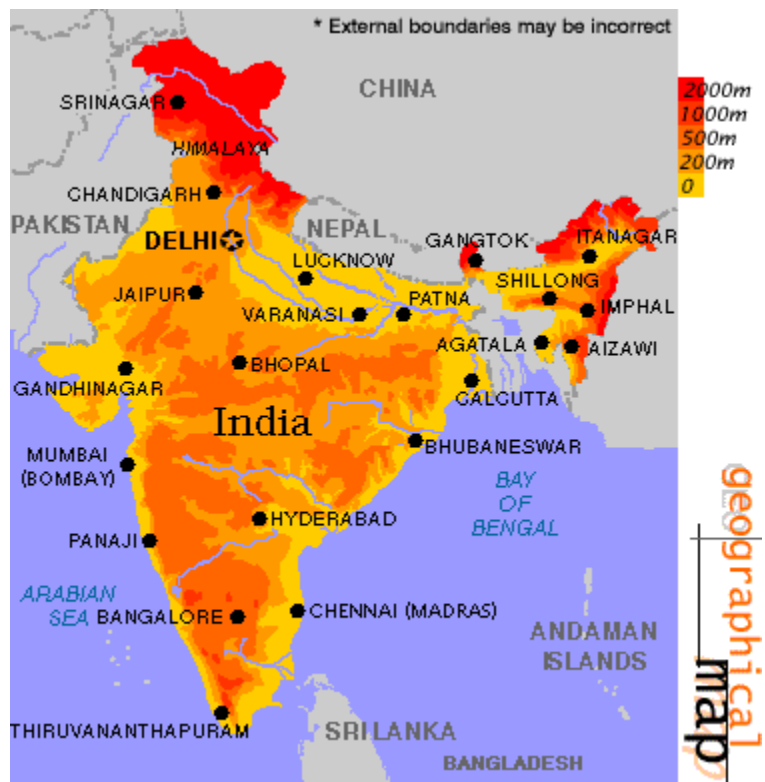 * External boundaries may be incorrect
CHINA
2000m
1000m
500m
200m
0
SRINAGAR
HIMALAYA
CHANDIGARH
PAKISTAN
NEPAL
DELHI
GANGTOK
ITANAGAR
LUCKNOW
SHILLONG
JAIPUR
PATNA
IMPHAL
VARANASI
AGATALA
AIZAWI
BHOPAL
GANDHINAGAR
CALCUTTA
India
BHUBANESWAR
MUMBAI
(BOMBAY)
BAY
OF
BENGAL
HYDERABAD
PANAJI
ARABIAN
SEA
BANGALORE
CHENNAI (MADRAS)
ANDAMAN
ISLANDS
THIRUVANANTHAPURAM
SRI LANKA
BANGLADESH
GEO
geographical
map